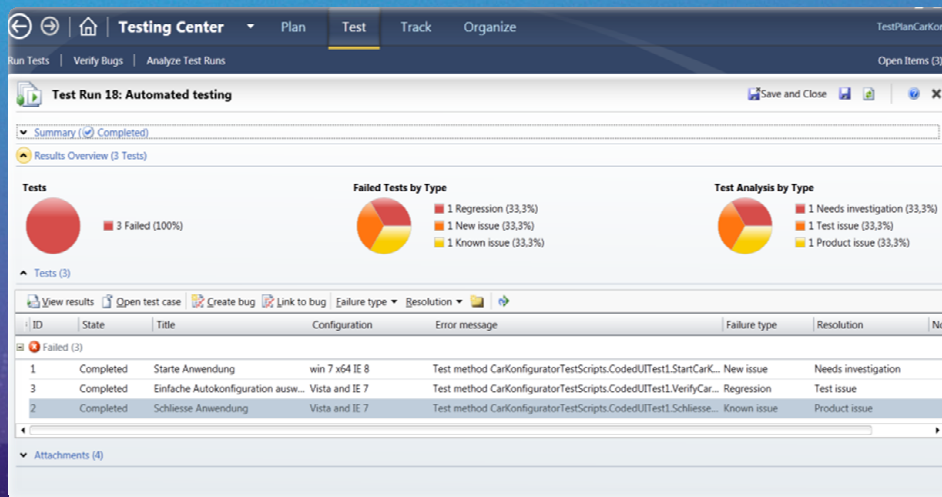 Testing Center Plan Test Track Organize TestPlanCarKon
Run Tests Verify Bugs Analyze Test Runs Open Items (3)
Test Run 18: Automated testing Save and Close
Summary ( Completed)
Results Overview (3 Tests)
Tests Failed Tests by Type Test Analysis by Type
3 Failed (100%)
1 Regression (33,3%)
1 New issue (33,3%)
1 Known issue (33,3%)
1 Needs investigation (33,3%)
1 Test issue (33,3%)
1 Product issue (33,3%)
Tests (3)
View results Open test case Create bug Link to bug Failure type Resolution
ID State Title Configuration Error message Failure type Resolution
Failed (3)
1 Completed Starte Anwendung win 7 x64 IE 8 Test method CarKonfiguratorTestScripts.CodedUITest1.StartCarK... New issue Needs investigation
3 Completed Einfache Autokonfiguration ausw... Vista and IE 7 Test method CarKonfiguratorTestScripts.CodedUITest1.VerifyCar... Regression Test issue
2 Completed Schliesse Anwendung Vista and IE 7 Test method CarKonfiguratorTestScripts.CodedUITest1.Schliesse... Known issue Product issue
Attachments (4)